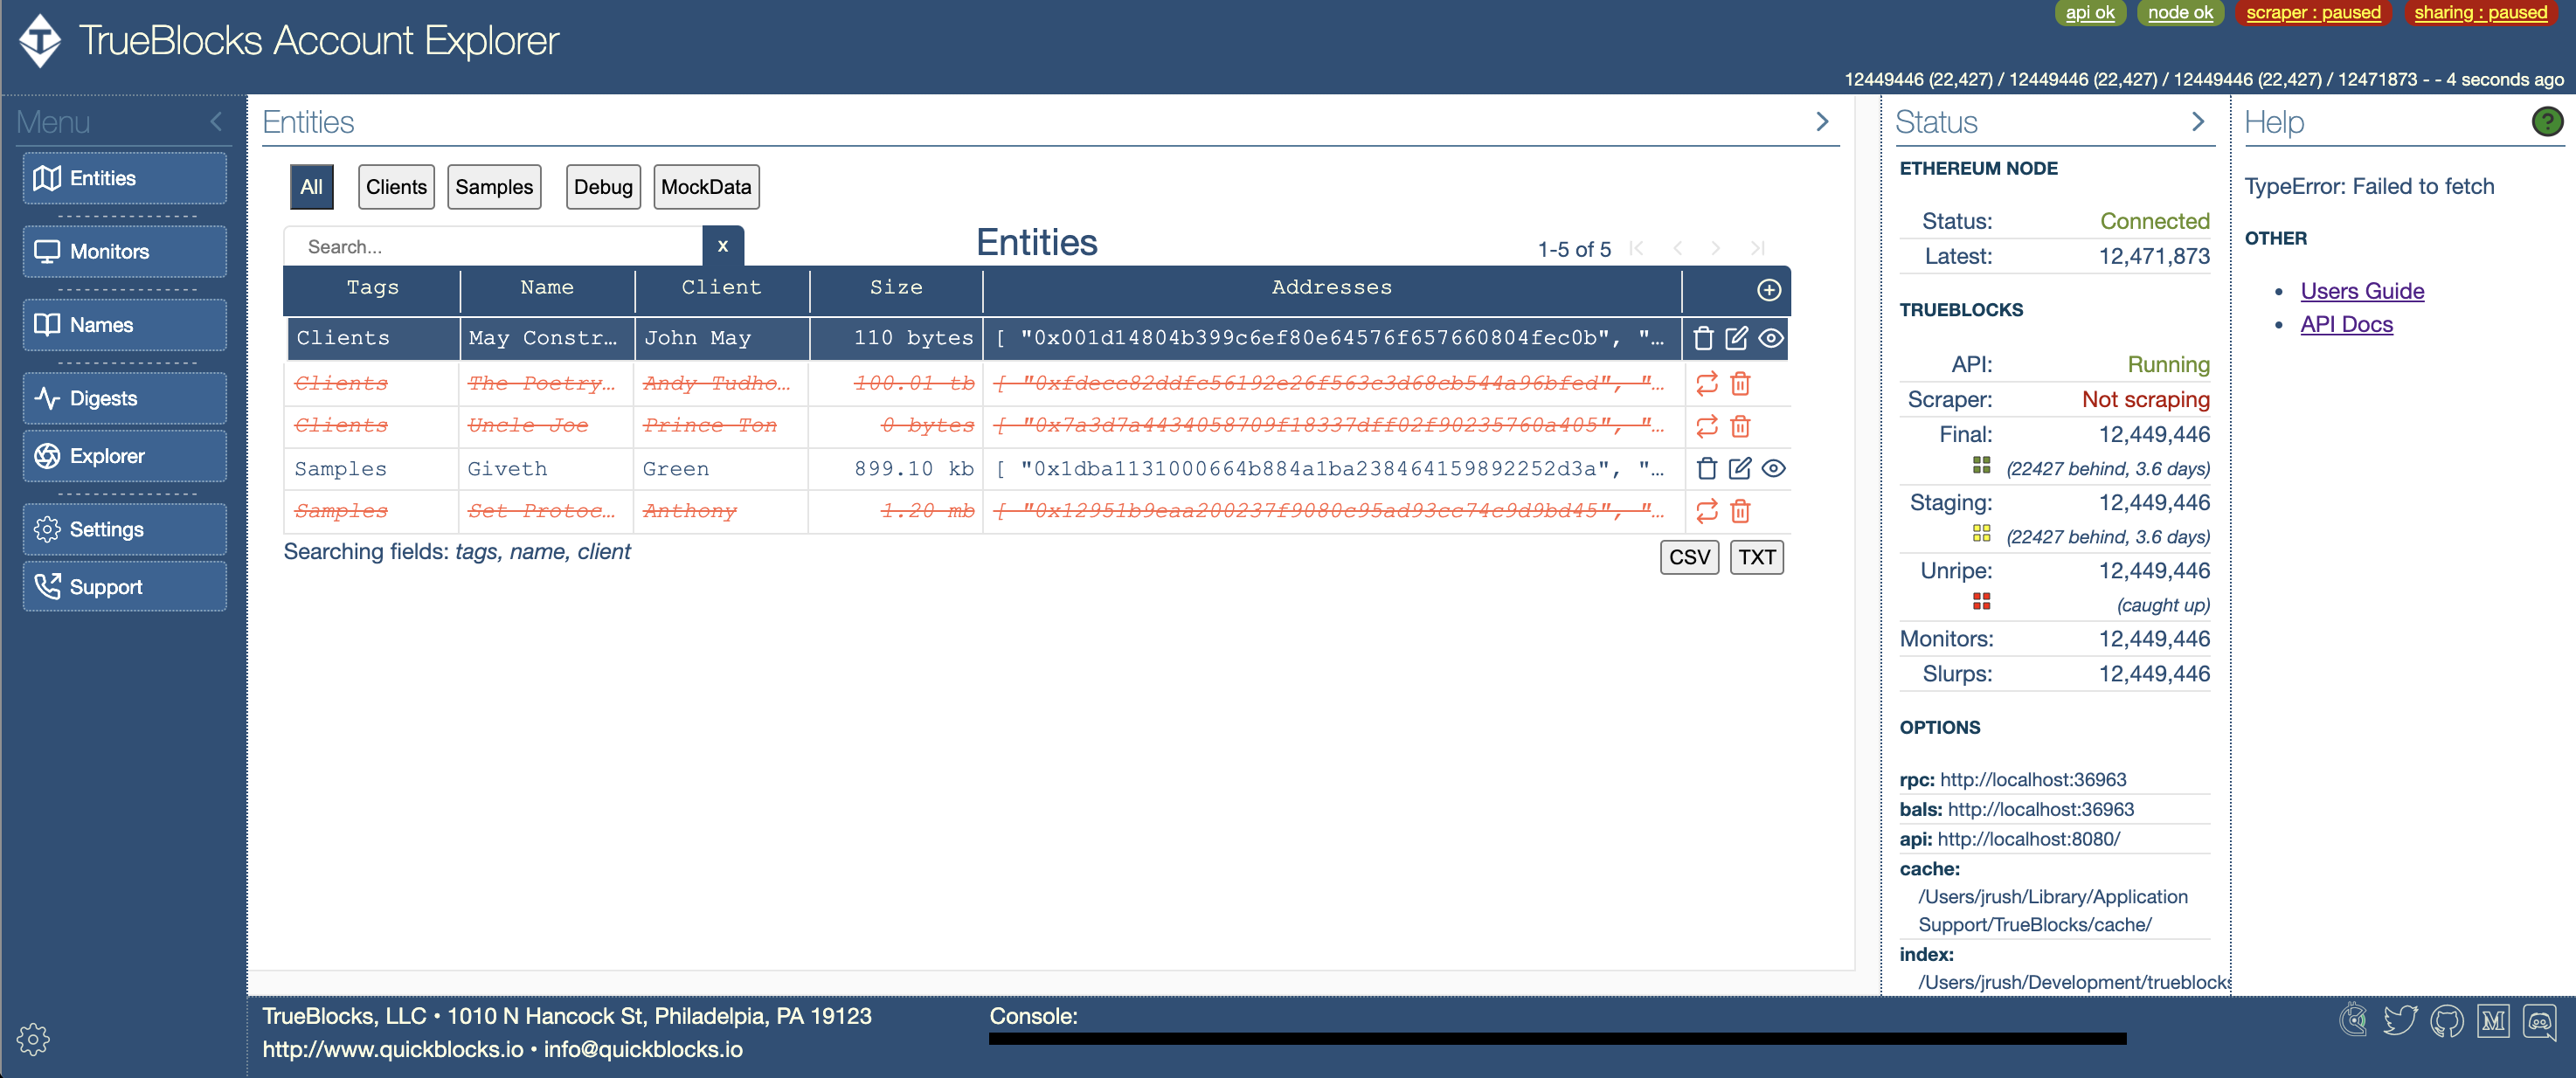 TrueBlocks Account Explorer
api ok node ok scraper : paused sharing : paused
12449446 (22,427) / 12449446 (22,427) / 12449446 (22,427) / 12471873 - - 4 seconds ago
Menu
Entities
Monitors
Names
Digests
Explorer
Settings
Support
Entities
All Clients Samples Debug MockData
Search... x
Entities
1-5 of 5
Tags Name Client Size Addresses
Clients May Constr… John May 110 bytes [ "0x001d14804b399c6ef80e64576f657660804fec0b", "…
Clients The Poetry… Andy Tudho… 100.01 tb [ "0xfdecc82ddfc56192e26f563c3d68cb544a96bfed", "…
Clients Uncle Joe Prince Ton 0 bytes [ "0x7a3d7a4434058709f18337dff02f90235760a405", "…
Samples Giveth Green 899.10 kb [ "0x1dba1131000664b884a1ba238464159892252d3a", "…
Samples Set Protoc… Anthony 1.20 mb [ "0x12951b9eaa200237f9080c95ad93cc74c9d9bd45", "…
Searching fields: tags, name, client
CSV TXT
Status
ETHEREUM NODE
Status: Connected
Latest: 12,471,873
TRUEBLOCKS
API: Running
Scraper: Not scraping
Final: 12,449,446
(22427 behind, 3.6 days)
Staging: 12,449,446
(22427 behind, 3.6 days)
Unripe: 12,449,446
(caught up)
Monitors: 12,449,446
Slurps: 12,449,446
OPTIONS
rpc: http://localhost:36963
bals: http://localhost:36963
api: http://localhost:8080/
cache:
/Users/jrush/Library/Application
Support/TrueBlocks/cache/
index:
/Users/jrush/Development/trueblocks
Help
?
TypeError: Failed to fetch
OTHER
• Users Guide
• API Docs
TrueBlocks, LLC • 1010 N Hancock St, Philadelpia, PA 19123
http://www.quickblocks.io • info@quickblocks.io
Console: